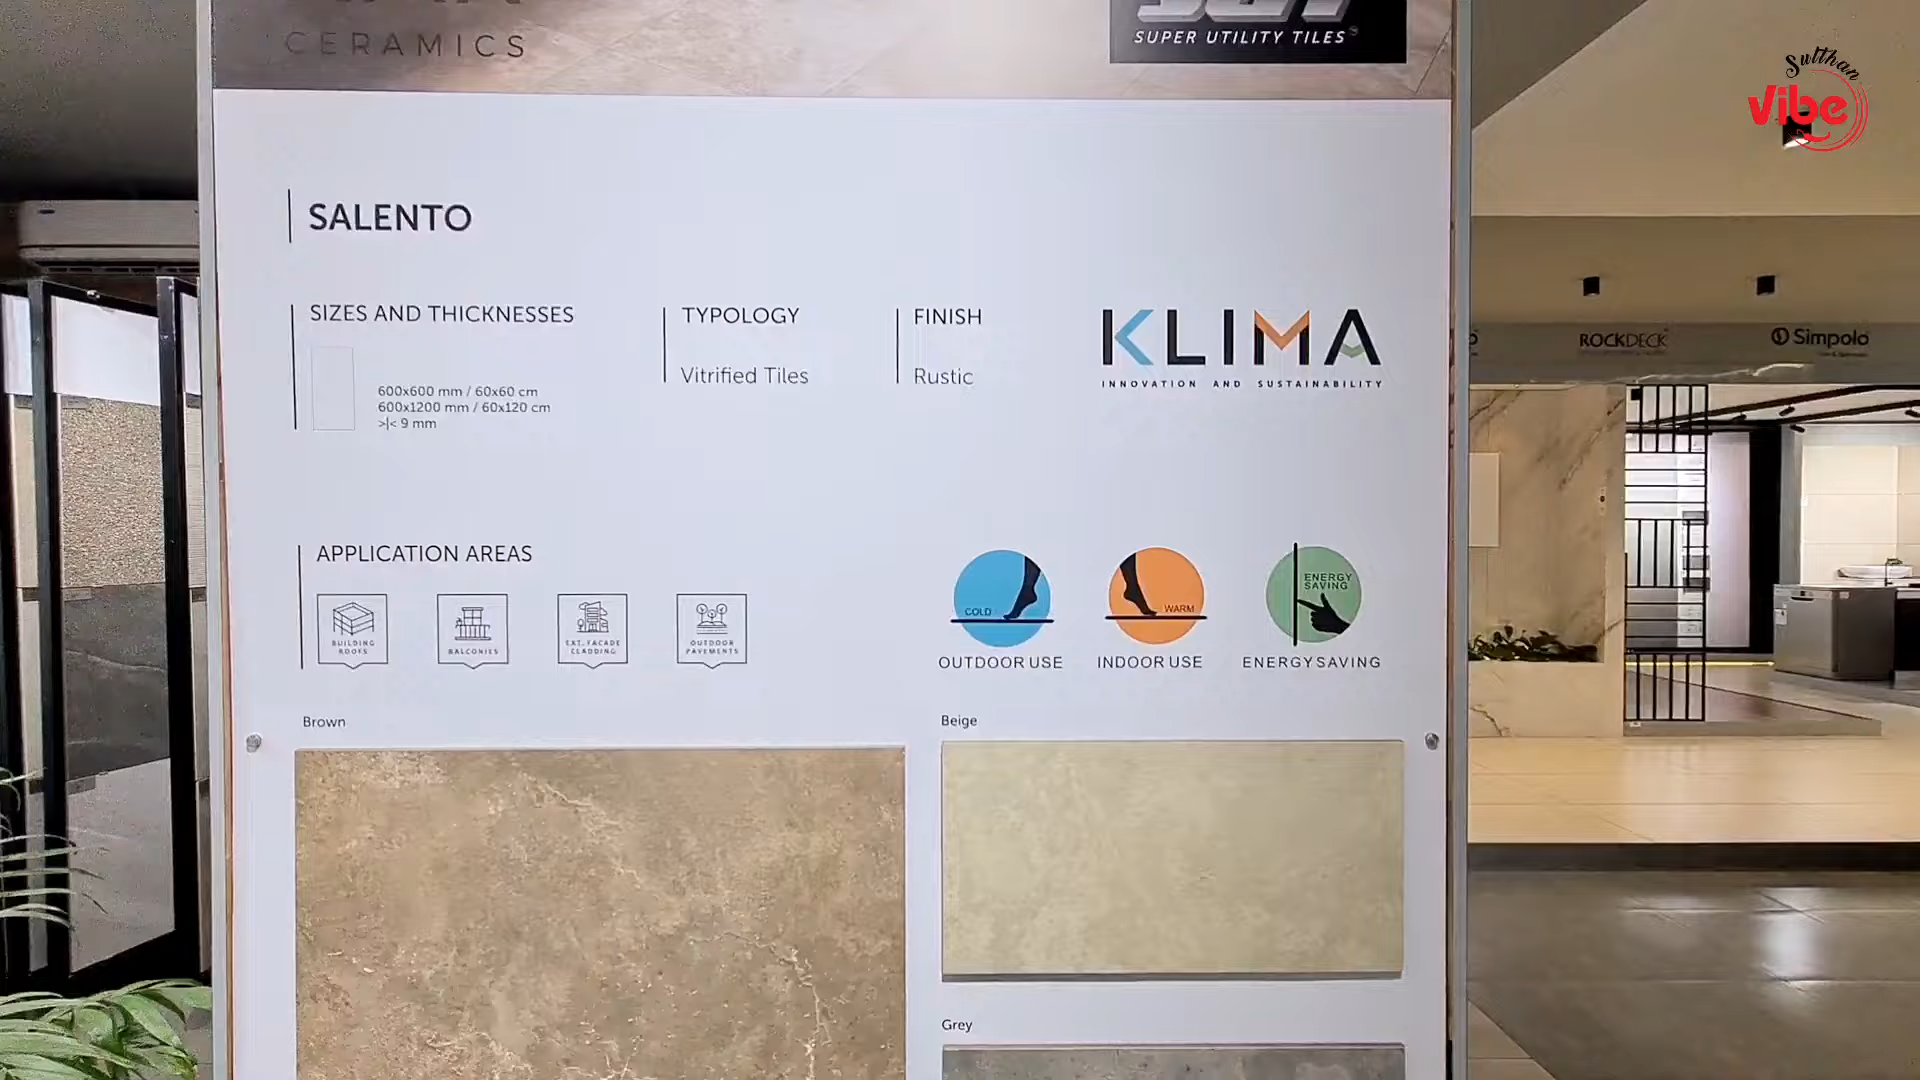 CERAMICS
SUPER UTILITY TILES
Sulthan
Vibe
SALENTO
SIZES AND THICKNESSES
600x600 mm / 60x60 cm
600x1200 mm / 60x120 cm
>|< 9 mm
TYPOLOGY
Vitrified Tiles
FINISH
Rustic
KLIMA
INNOVATION AND SUSTAINABILITY
ROCKDECK
Simpolo
APPLICATION AREAS
BUILDING
ROOFS
BALCONIES
EXT. FACADE
CLADDING
OUTDOOR
PAVEMENTS
COLD
OUTDOOR USE
WARM
INDOOR USE
ENERGY
SAVING
ENERGY SAVING
Brown
Beige
Grey